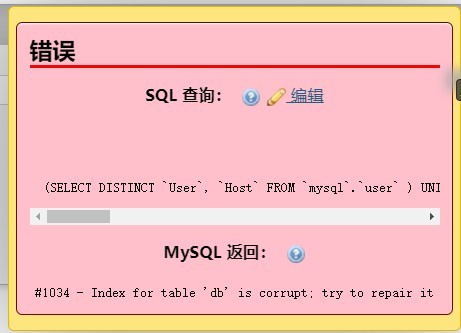 错误
SQL 查询： 编辑
(SELECT DISTINCT `User`, `Host` FROM `mysql`.`user` ) UNI
MySQL 返回：
#1034 - Index for table 'db' is corrupt; try to repair it